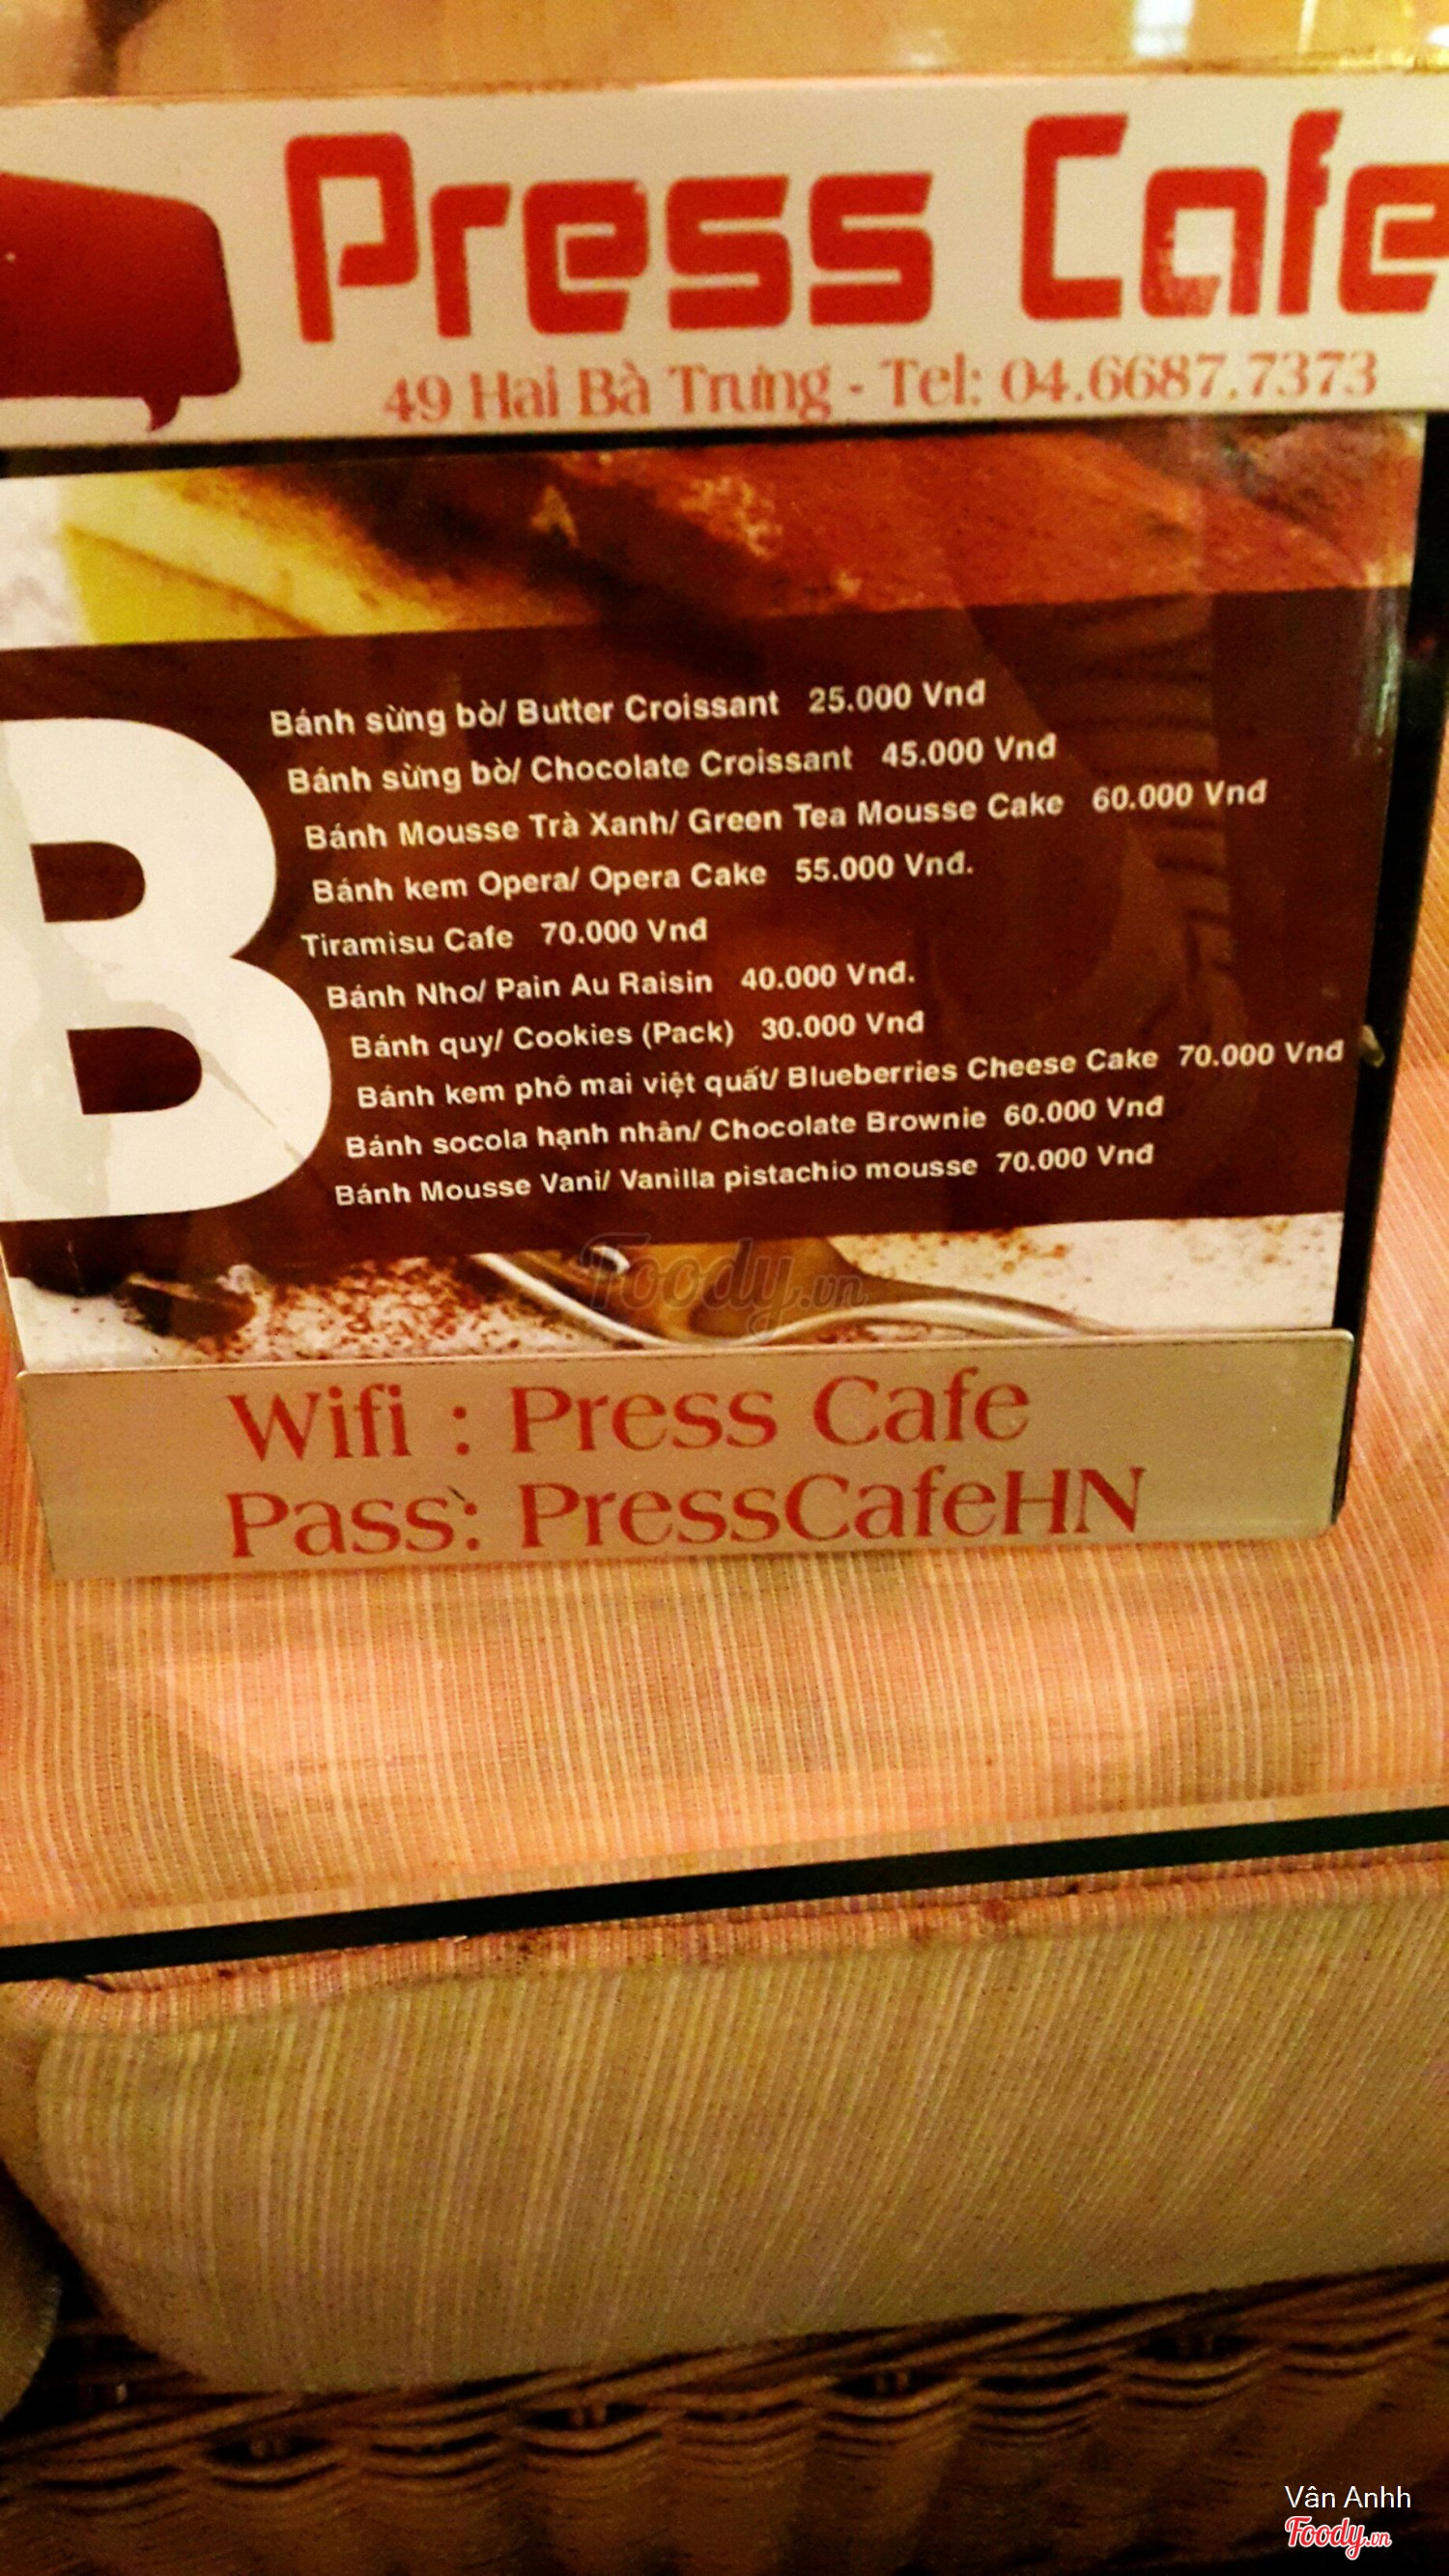 Press Cafe
49 Hai Bà Trưng - Tel: 04.6687.7373
B
Bánh sừng bò/ Butter Croissant 25.000 Vnđ
Bánh sừng bò/ Chocolate Croissant 45.000 Vnđ
Bánh Mousse Trà Xanh/ Green Tea Mousse Cake 60.000 Vnđ
Bánh kem Opera/ Opera Cake 55.000 Vnđ.
Tiramisu Cafe 70.000 Vnđ
Bánh Nho/ Pain Au Raisin 40.000 Vnđ.
Bánh quy/ Cookies (Pack) 30.000 Vnđ
Bánh kem phô mai việt quất/ Blueberries Cheese Cake 70.000 Vnđ
Bánh socola hạnh nhân/ Chocolate Brownie 60.000 Vnđ
Bánh Mousse Vani/ Vanilla pistachio mousse 70.000 Vnđ
Foody.vn
Wifi : Press Cafe
Pass: PressCafeHN
Vân Anhh
Foody.vn